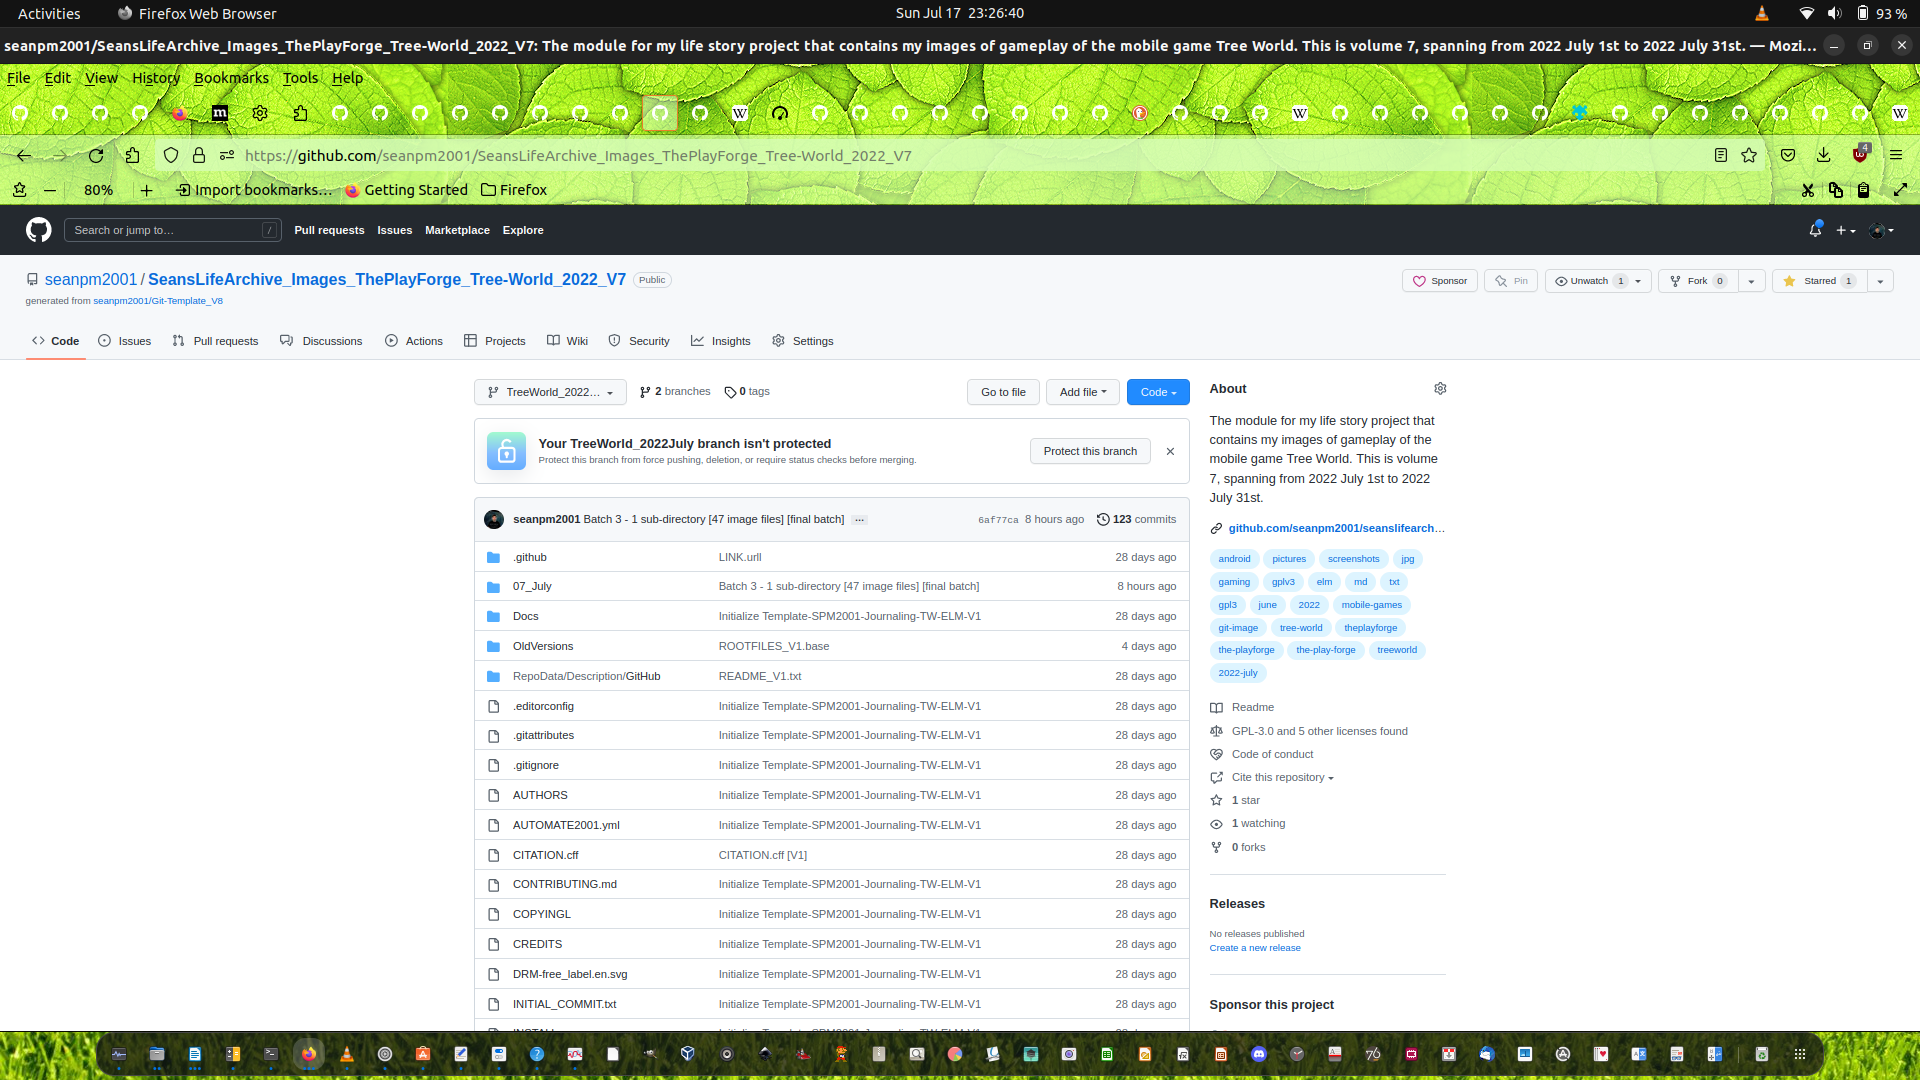 Activities
Firefox Web Browser
Sun Jul 17 23:26:40
93 %
seanpm2001/SeansLifeArchive_Images_ThePlayForge_Tree-World_2022_V7: The module for my life story project that contains my images of gameplay of the mobile game Tree World. This is volume 7, spanning from 2022 July 1st to 2022 July 31st. — Mozi...
File Edit View History Bookmarks Tools Help
https://github.com/seanpm2001/SeansLifeArchive_Images_ThePlayForge_Tree-World_2022_V7
4
80%
Import bookmarks...
Getting Started
Firefox
Search or jump to...
/
Pull requests
Issues
Marketplace
Explore
seanpm2001 / SeansLifeArchive_Images_ThePlayForge_Tree-World_2022_V7
Public
generated from seanpm2001/Git-Template_V8
Sponsor
Pin
Unwatch 1
Fork 0
Starred 1
Code
Issues
Pull requests
Discussions
Actions
Projects
Wiki
Security
Insights
Settings
TreeWorld_2022...
2 branches
0 tags
Go to file
Add file
Code
Your TreeWorld_2022July branch isn't protected
Protect this branch from force pushing, deletion, or require status checks before merging.
Protect this branch
seanpm2001 Batch 3 - 1 sub-directory [47 image files] [final batch] ...
6af77ca 8 hours ago
123 commits
.github LINK.urll 28 days ago
07_July Batch 3 - 1 sub-directory [47 image files] [final batch] 8 hours ago
Docs Initialize Template-SPM2001-Journaling-TW-ELM-V1 28 days ago
OldVersions ROOTFILES_V1.base 4 days ago
RepoData/Description/GitHub README_V1.txt 28 days ago
.editorconfig Initialize Template-SPM2001-Journaling-TW-ELM-V1 28 days ago
.gitattributes Initialize Template-SPM2001-Journaling-TW-ELM-V1 28 days ago
.gitignore Initialize Template-SPM2001-Journaling-TW-ELM-V1 28 days ago
AUTHORS Initialize Template-SPM2001-Journaling-TW-ELM-V1 28 days ago
AUTOMATE2001.yml Initialize Template-SPM2001-Journaling-TW-ELM-V1 28 days ago
CITATION.cff CITATION.cff [V1] 28 days ago
CONTRIBUTING.md Initialize Template-SPM2001-Journaling-TW-ELM-V1 28 days ago
COPYINGL Initialize Template-SPM2001-Journaling-TW-ELM-V1 28 days ago
CREDITS Initialize Template-SPM2001-Journaling-TW-ELM-V1 28 days ago
DRM-free_label.en.svg Initialize Template-SPM2001-Journaling-TW-ELM-V1 28 days ago
INITIAL_COMMIT.txt Initialize Template-SPM2001-Journaling-TW-ELM-V1 28 days ago
About
The module for my life story project that
contains my images of gameplay of the
mobile game Tree World. This is volume
7, spanning from 2022 July 1st to 2022
July 31st.
github.com/seanpm2001/seanslifearch...
android pictures screenshots jpg
gaming gplv3 elm md txt
gpl3 june 2022 mobile-games
git-image tree-world theplayforge
the-playforge the-play-forge treeworld
2022-july
Readme
GPL-3.0 and 5 other licenses found
Code of conduct
Cite this repository
1 star
1 watching
0 forks
Releases
No releases published
Create a new release
Sponsor this project